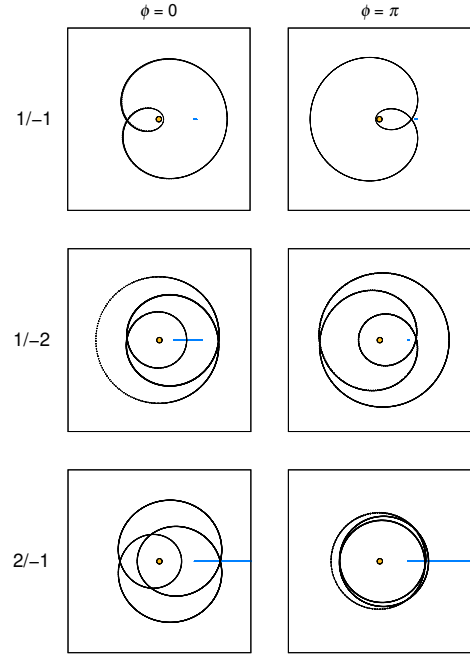 ϕ = 0 ϕ = π
1/−1
1/−2
2/−1